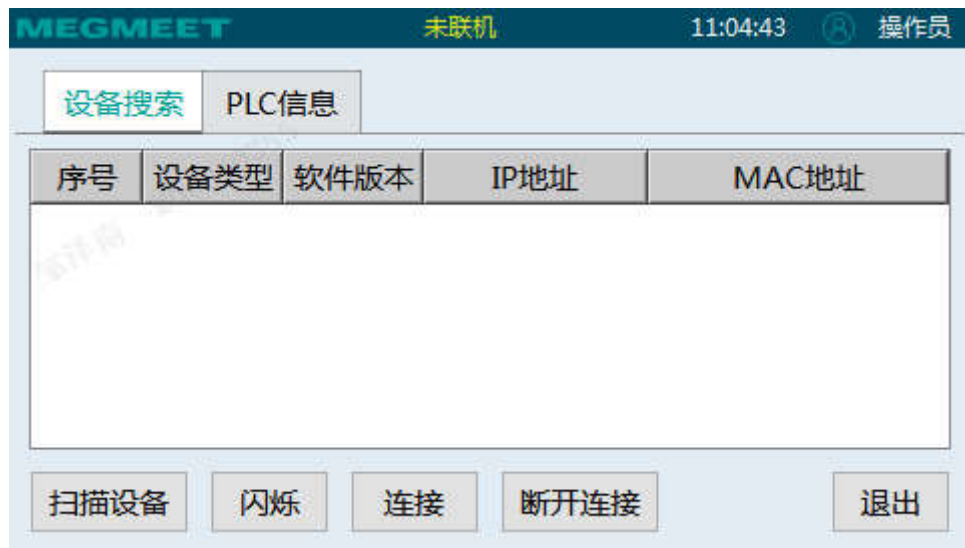 MEGMEET 未联机 11:04:43 操作员
设备搜索 PLC信息
序号 设备类型 软件版本 IP地址 MAC地址
扫描设备 闪烁 连接 断开连接 退出